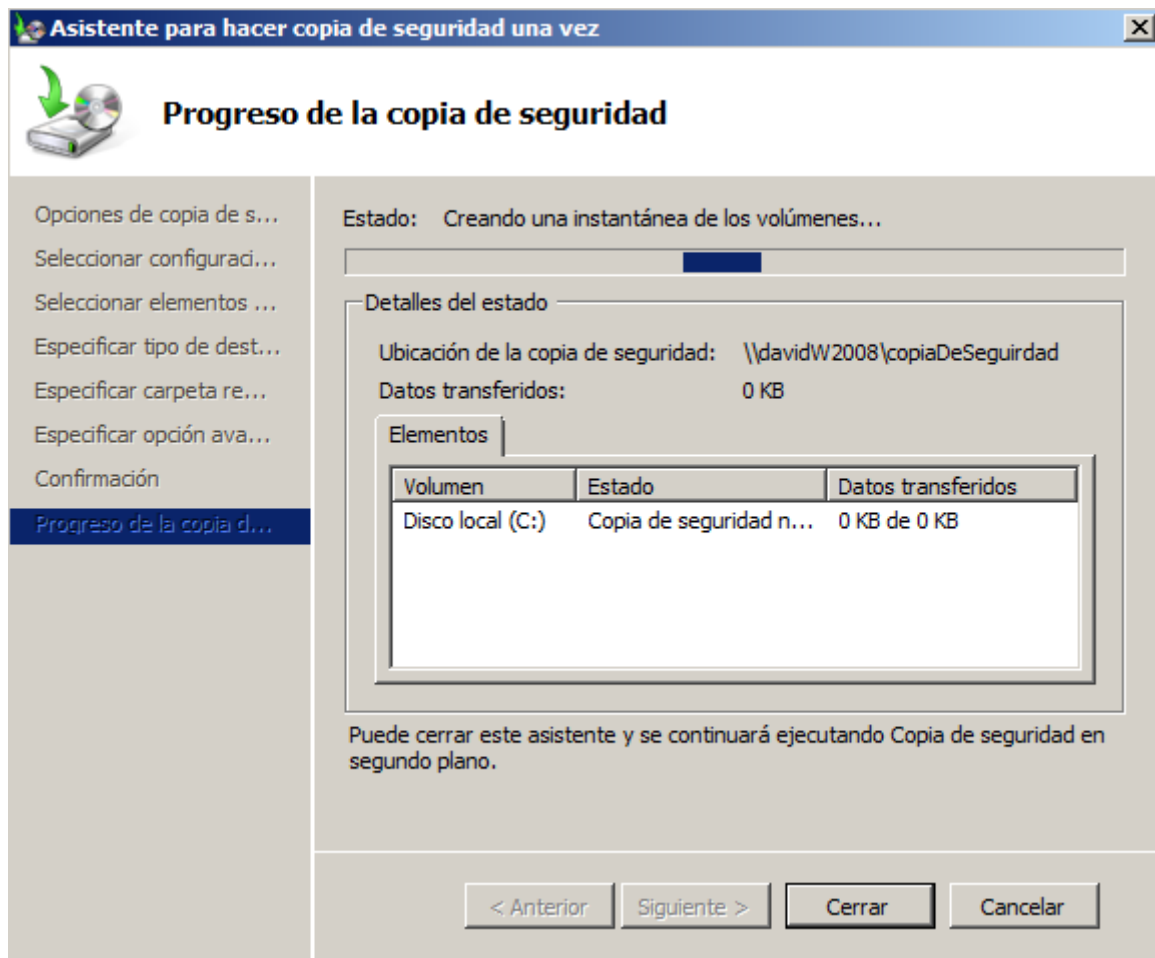 Asistente para hacer copia de seguridad una vez
Progreso de la copia de seguridad
Opciones de copia de s...
Seleccionar configuraci...
Seleccionar elementos ...
Especificar tipo de dest...
Especificar carpeta re...
Especificar opción ava...
Confirmación
Progreso de la copia d...
Estado: Creando una instantánea de los volúmenes...
Detalles del estado
Ubicación de la copia de seguridad: \\davidW2008\copiaDeSeguirdad
Datos transferidos: 0 KB
Elementos
Volumen Estado Datos transferidos
Disco local (C:) Copia de seguridad n... 0 KB de 0 KB
Puede cerrar este asistente y se continuará ejecutando Copia de seguridad en
segundo plano.
< Anterior Siguiente > Cerrar Cancelar